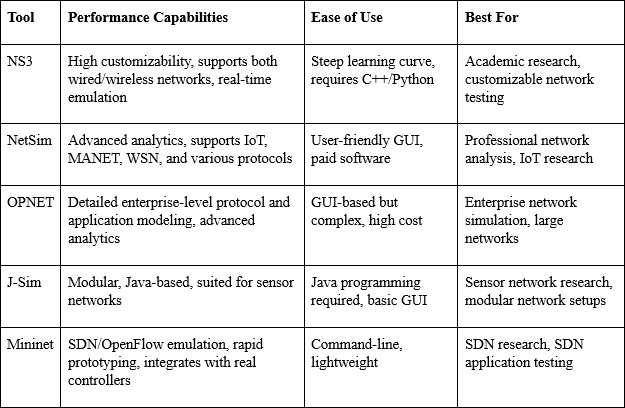 Tool Performance Capabilities Ease of Use Best For
NS3 High customizability, supports both Steep learning curve, Academic research,
wired/wireless networks, real-time requires C++/Python customizable network
emulation testing
NetSim Advanced analytics, supports IoT, User-friendly GUI, Professional network
MANET, WSN, and various protocols paid software analysis, IoT research
OPNET Detailed enterprise-level protocol and GUI-based but Enterprise network
application modeling, advanced complex, high cost simulation, large
analytics networks
J-Sim Modular, Java-based, suited for sensor Java programming Sensor network research,
networks required, basic GUI modular network setups
Mininet SDN/OpenFlow emulation, rapid Command-line, SDN research, SDN
prototyping, integrates with real lightweight application testing
controllers